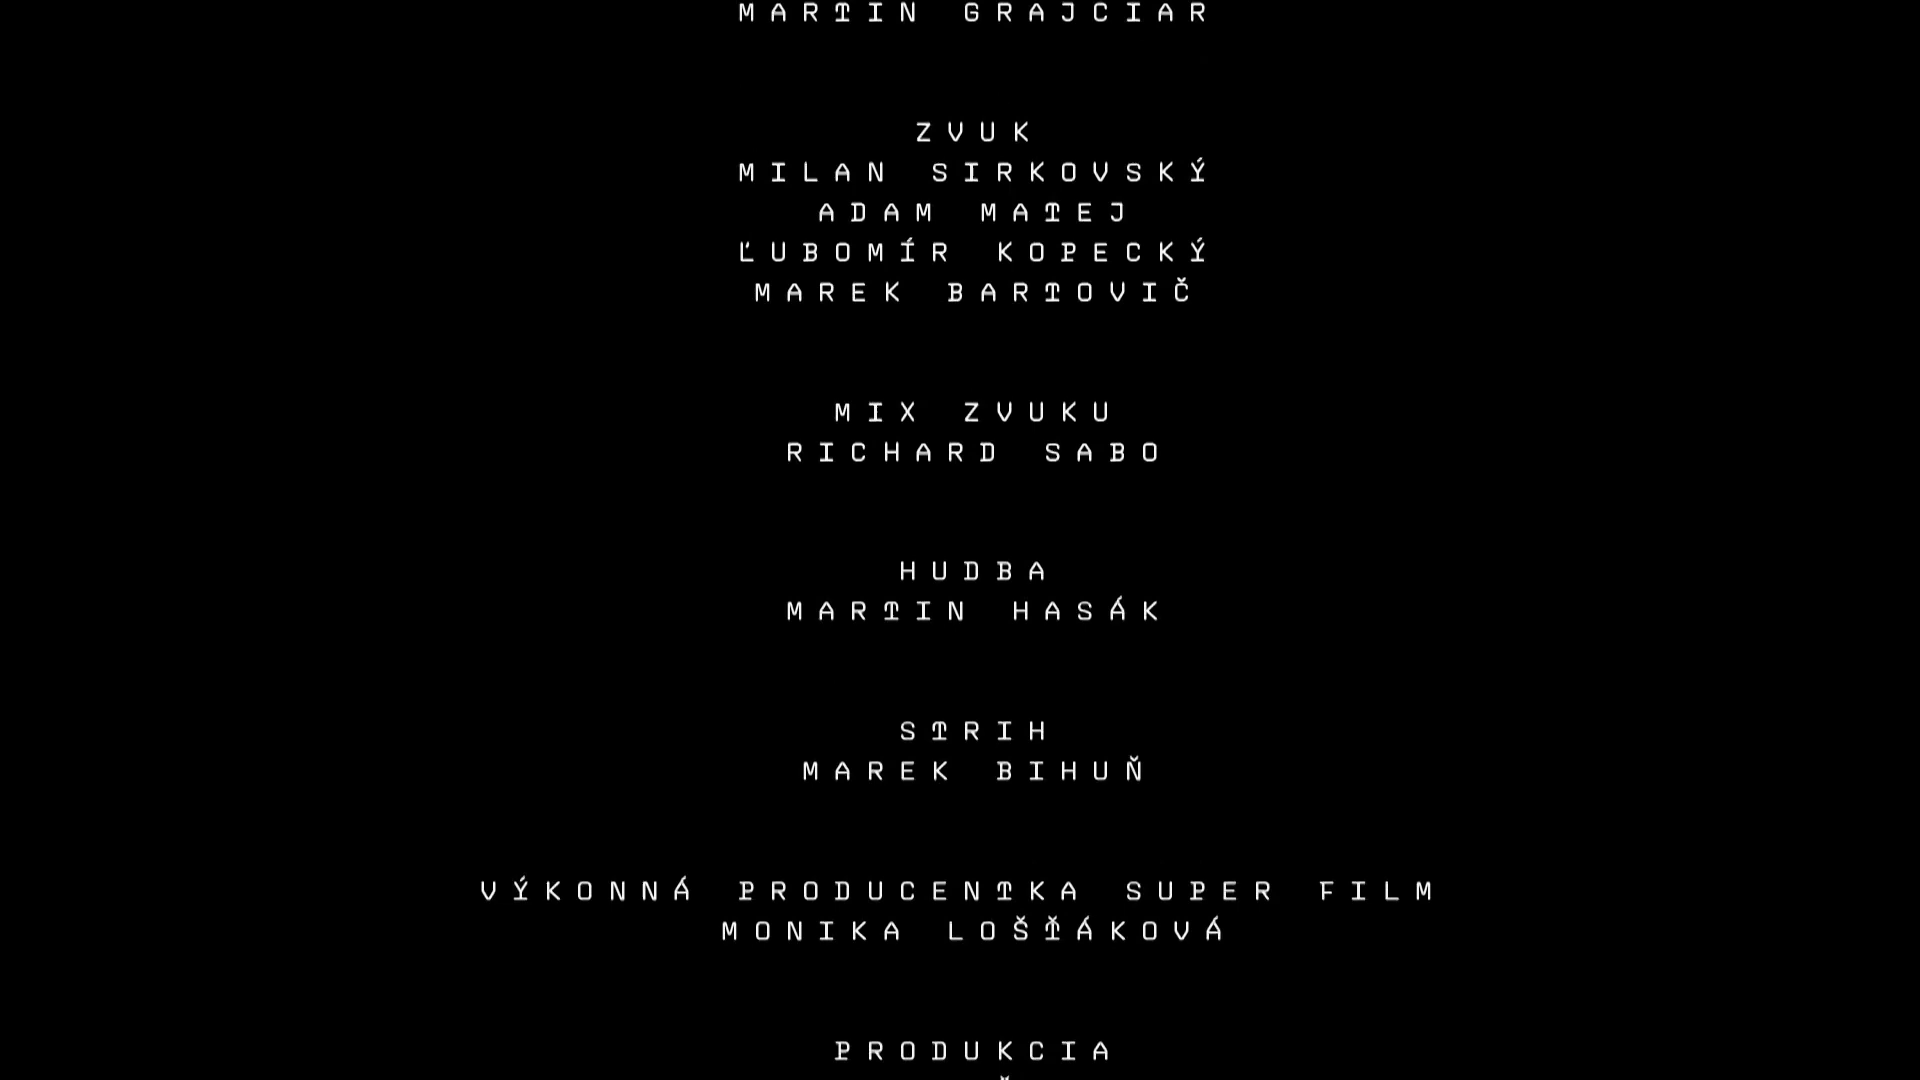 MARTIN GRAJCIAR
ZVUK
MILAN SIRKOVSKÝ
ADAM MATEJ
ĽUBOMÍR KOPECKÝ
MAREK BARTOVIČ
MIX ZVUKU
RICHARD SABO
HUDBA
MARTIN HASÁK
STRIH
MAREK BIHUŇ
VÝKONNÁ PRODUCENTKA SUPER FILM
MONIKA LOŠŤÁKOVÁ
PRODUKCIA